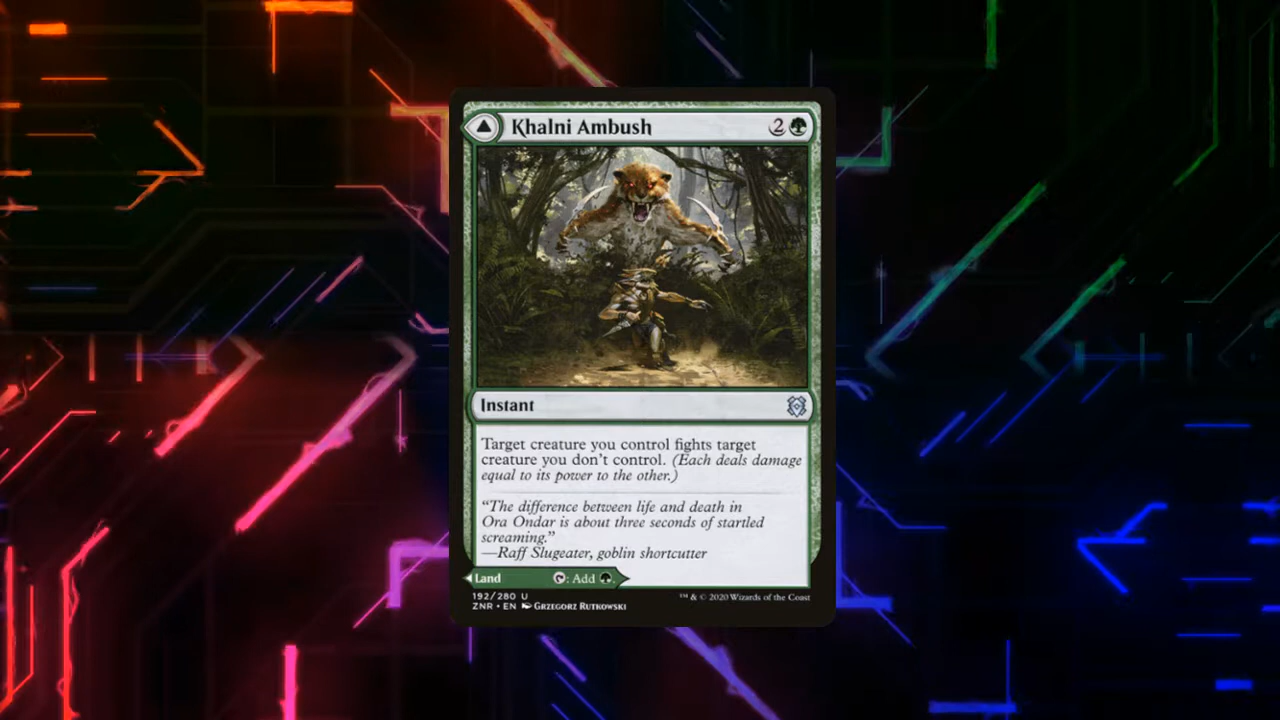 Khalni Ambush 2
Instant
Target creature you control fights target
creature you don't control. (Each deals damage
equal to its power to the other.)
"The difference between life and death in
Ora Ondar is about three seconds of startled
screaming."
—Raff Slugeater, goblin shortcutter
Land : Add .
192/280 U
ZNR • EN Grzegorz Rutkowski
™ & © 2020 Wizards of the Coast